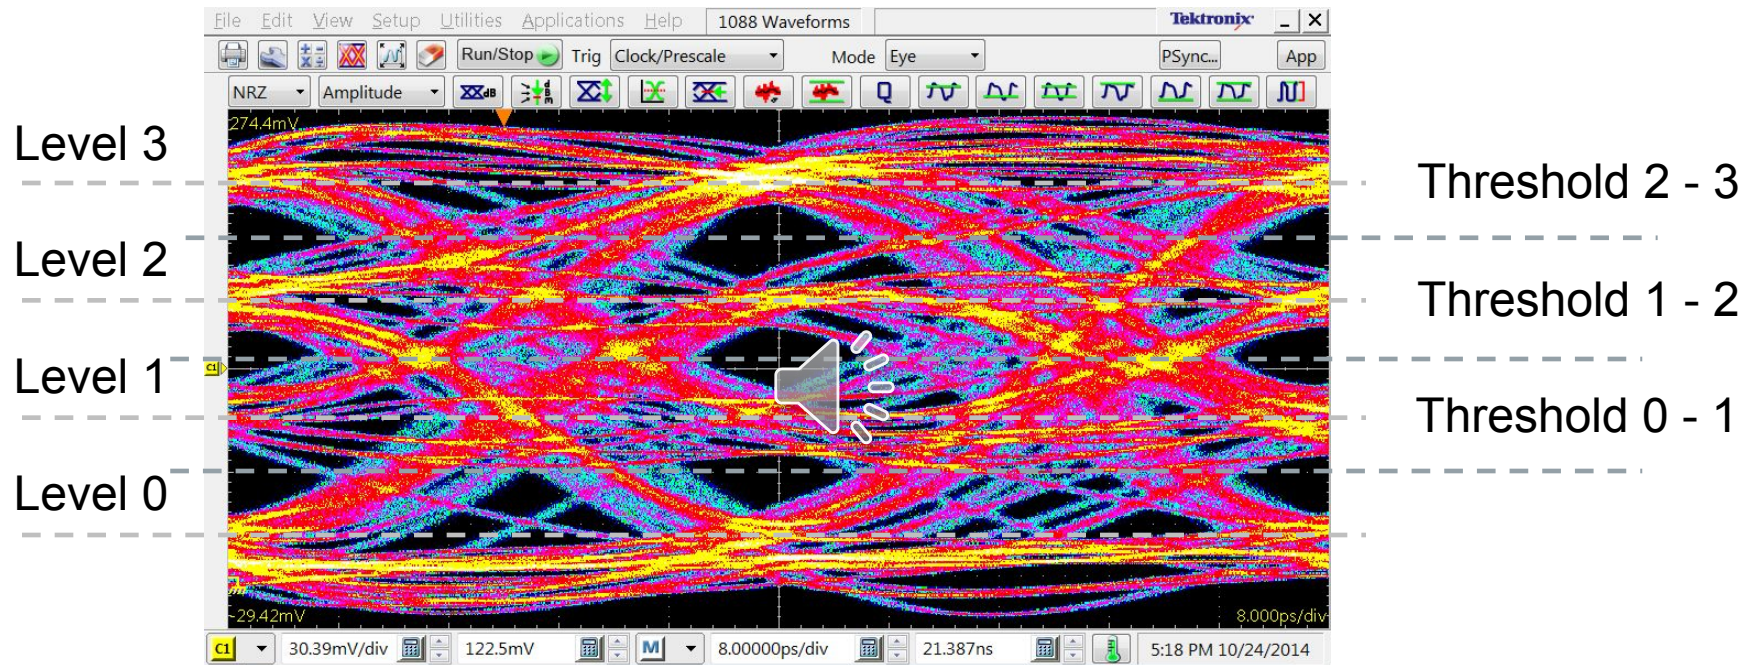 File Edit View Setup Utilities Applications Help 1088 Waveforms Tektronix
Run/Stop Trig Clock/Prescale Mode Eye PSync... App
NRZ Amplitude dB dBm Q
274.4mV
Level 3
Threshold 2 - 3
Level 2
Threshold 1 - 2
C1
Level 1
Threshold 0 - 1
Level 0
-29.42mV 8.000ps/div
C1 30.39mV/div 122.5mV M 8.00000ps/div 21.387ns 5:18 PM 10/24/2014